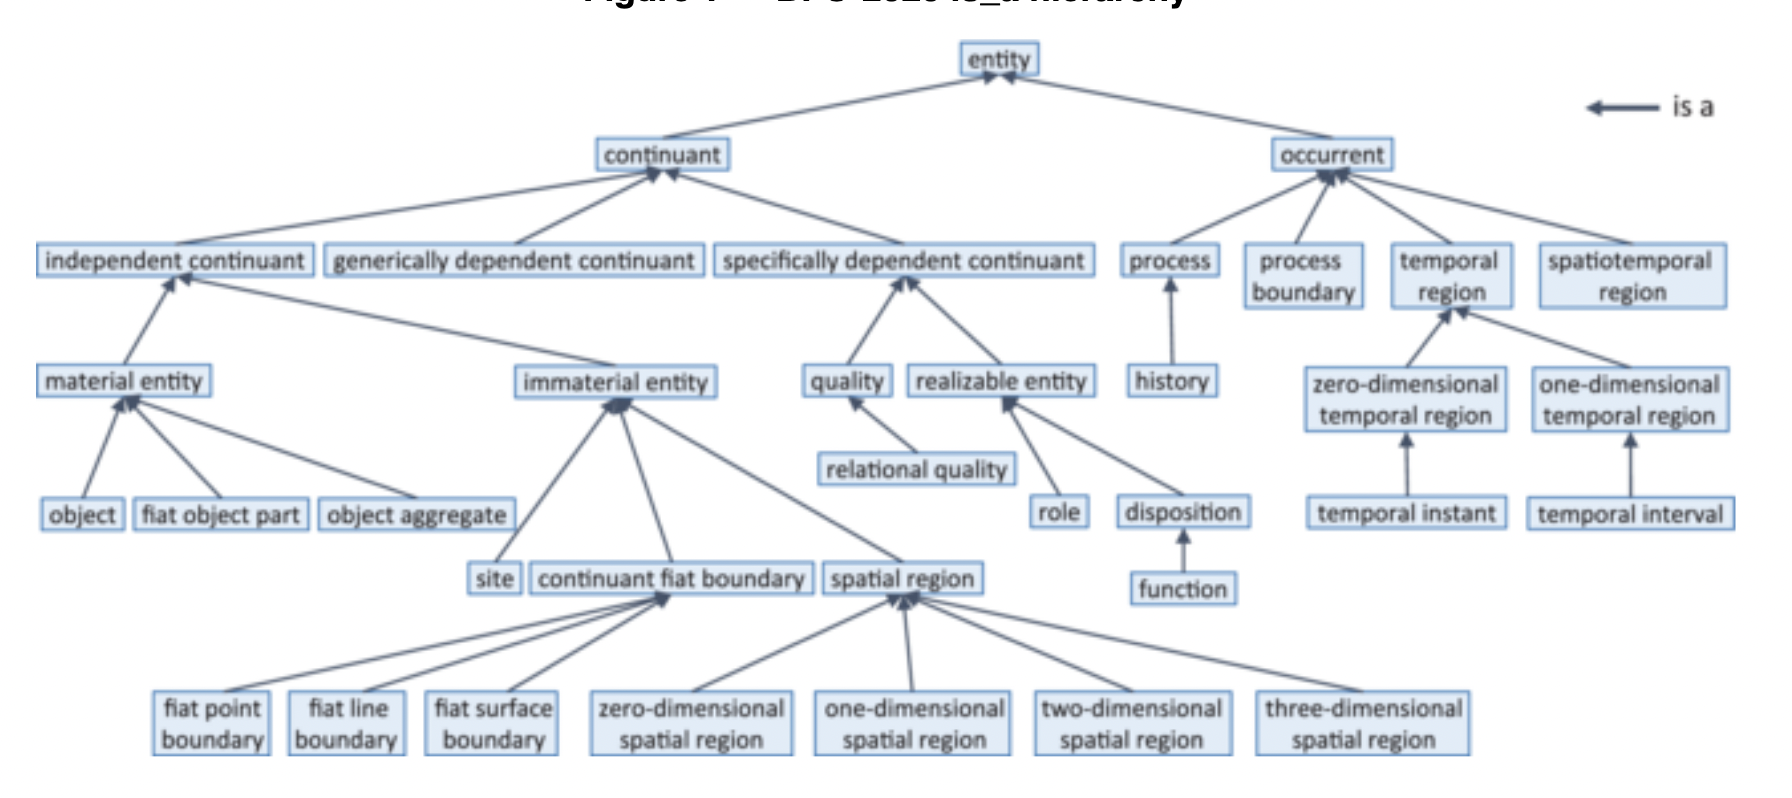 entity
is a
continuant
occurrent
independent continuant
generically dependent continuant
specifically dependent continuant
process
process
boundary
temporal
region
spatiotemporal
region
material entity
immaterial entity
quality
realizable entity
history
zero-dimensional
temporal region
one-dimensional
temporal region
relational quality
object
fiat object part
object aggregate
role
disposition
temporal instant
temporal interval
site
continuant fiat boundary
spatial region
function
fiat point
boundary
fiat line
boundary
fiat surface
boundary
zero-dimensional
spatial region
one-dimensional
spatial region
two-dimensional
spatial region
three-dimensional
spatial region